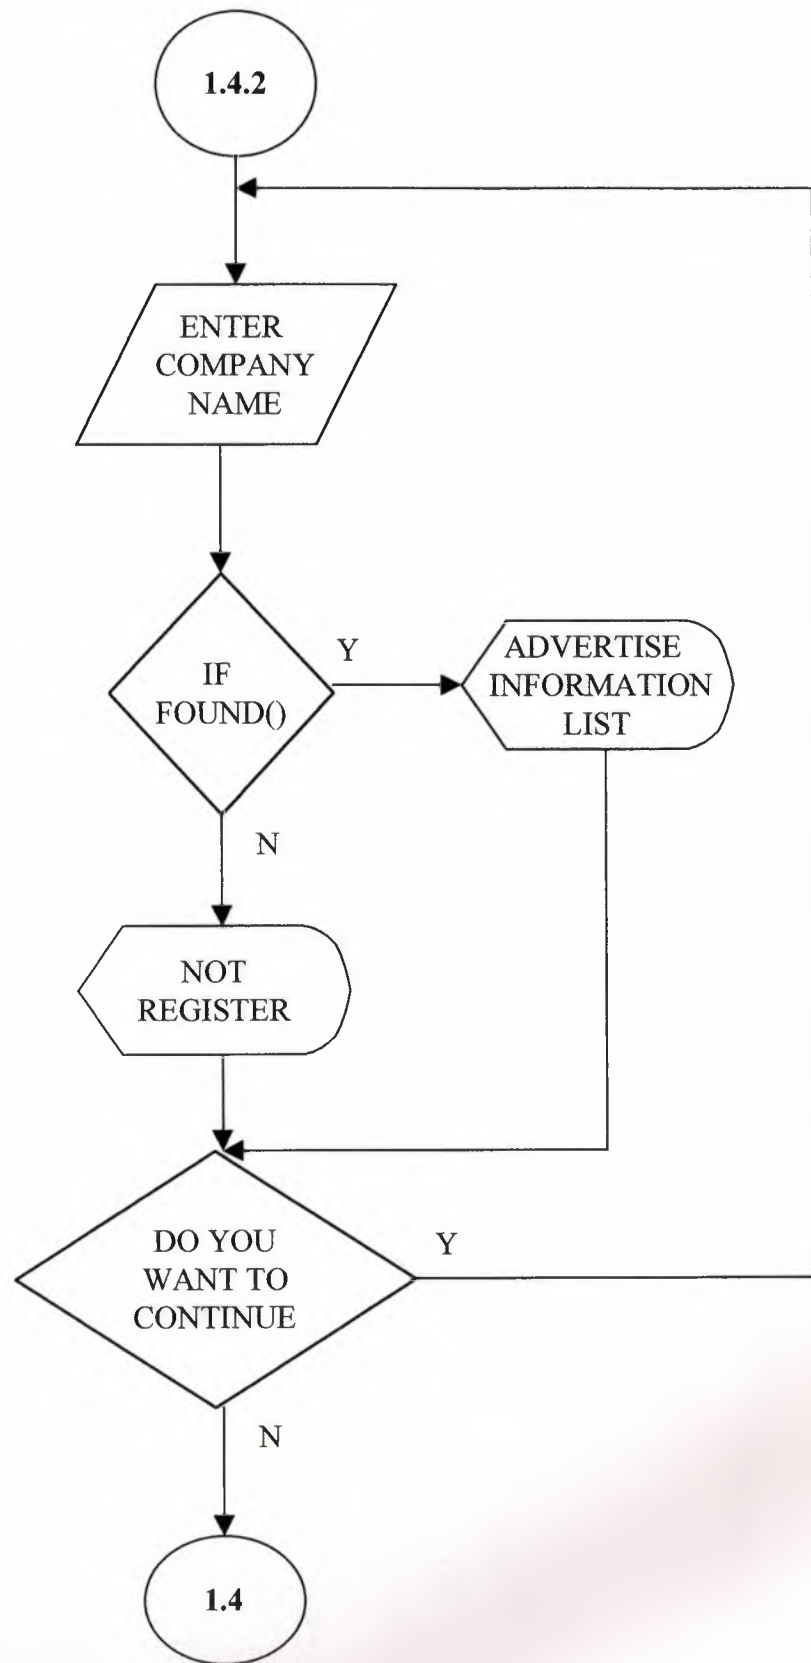 1.4.2
ENTER
COMPANY
NAME
IF
FOUND()
Y
ADVERTISE
INFORMATION
LIST
N
NOT
REGISTER
DO YOU
WANT TO
CONTINUE
Y
N
1.4